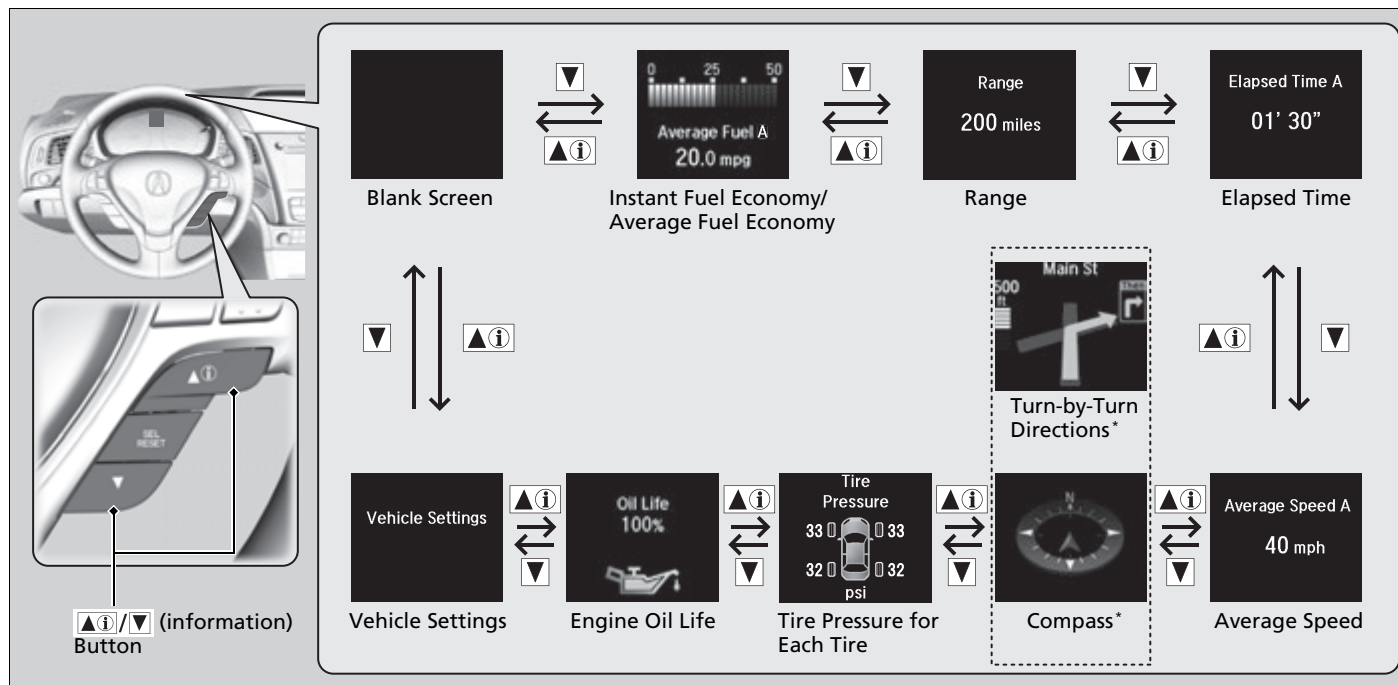 0 25 50
Average Fuel A
20.0 mpg
Range
200 miles
Elapsed Time A
01' 30"
Blank Screen
Instant Fuel Economy/
Average Fuel Economy
Range
Elapsed Time
▼
▲ⓘ
▼
▲ⓘ
▼
▲ⓘ
▼
▲ⓘ
▲ⓘ
▼
Main St
500
ft
Then
Turn-by-Turn
Directions*
▲ⓘ
SEL
RESET
▼
▲ⓘ/▼ (information)
Button
Vehicle Settings
Oil Life
100%
Tire
Pressure
33 33
32 32
psi
N
Average Speed A
40 mph
▲ⓘ
▼
▲ⓘ
▼
▲ⓘ
▼
▲ⓘ
▼
Vehicle Settings
Engine Oil Life
Tire Pressure for
Each Tire
Compass*
Average Speed